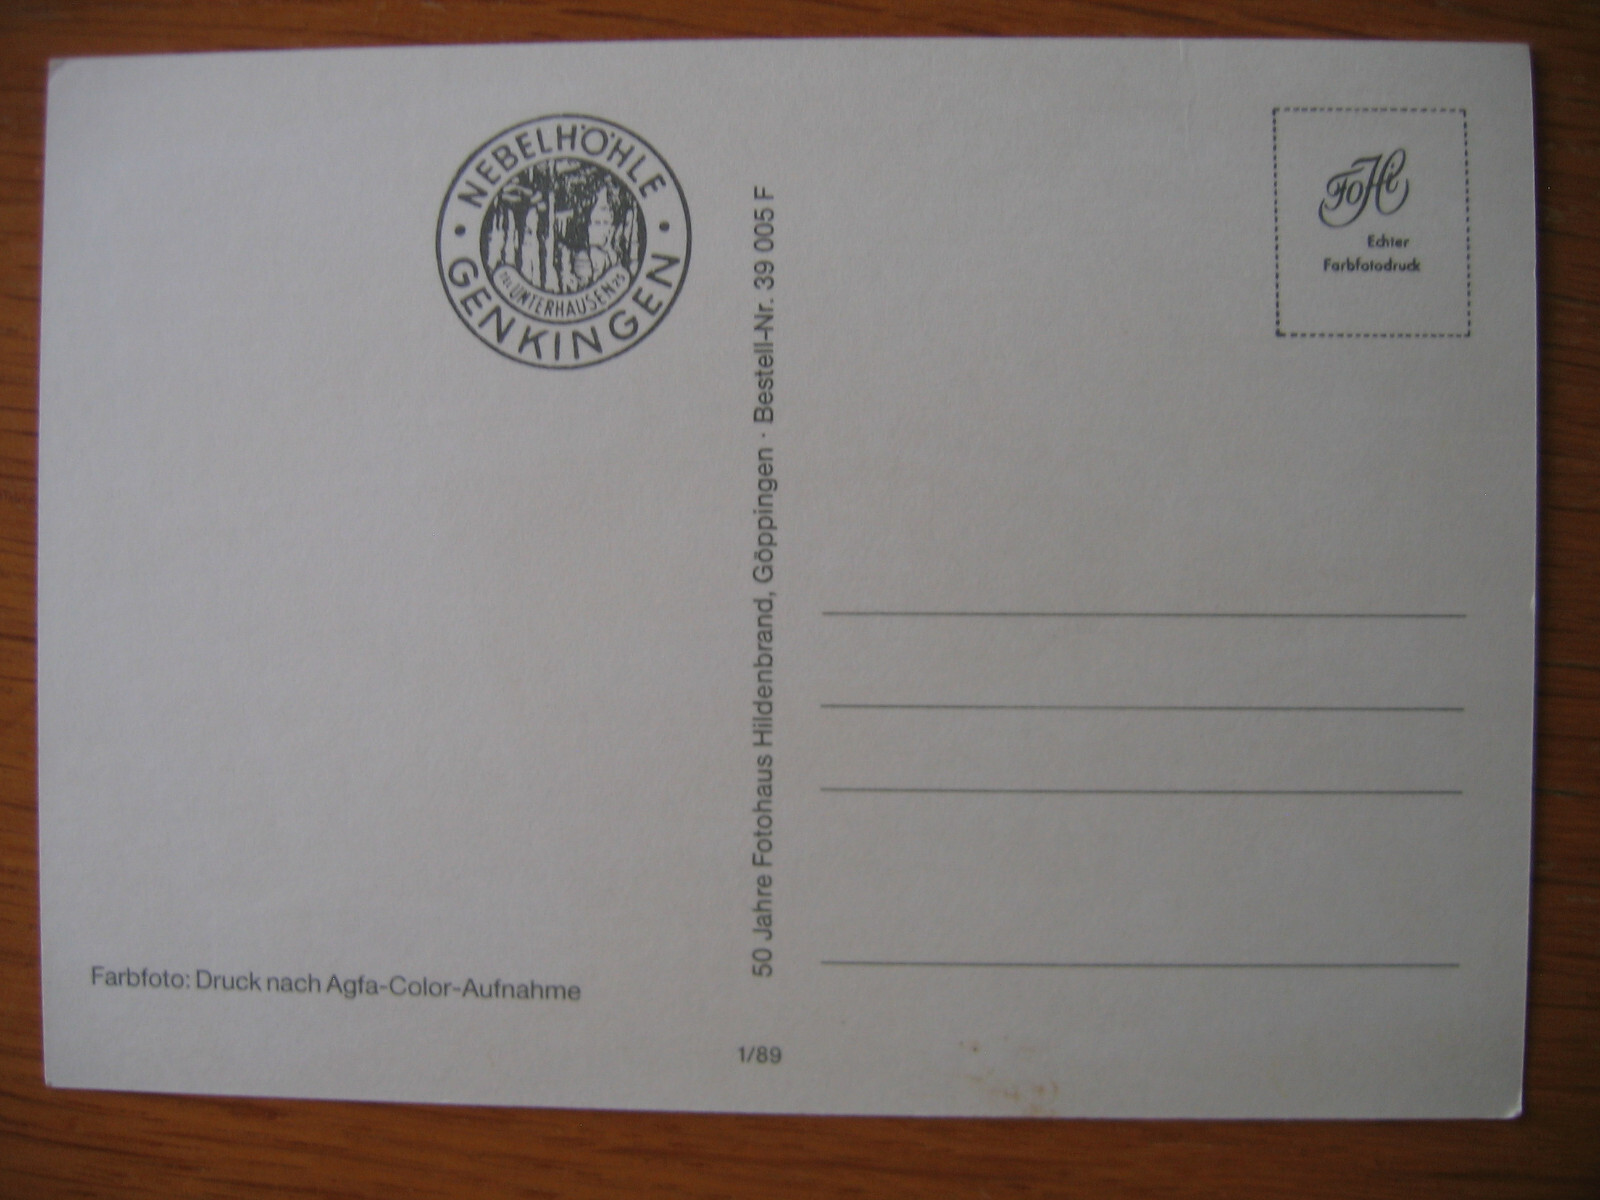 NEBELHÖHLE
UNTERHAUSEN
GENKINGEN
50 Jahre Fotohaus Hildenbrand, Göppingen · Bestell-Nr. 39 005 F
FoHi
Echter
Farbfotodruck
Farbfoto: Druck nach Agfa-Color-Aufnahme
1/89